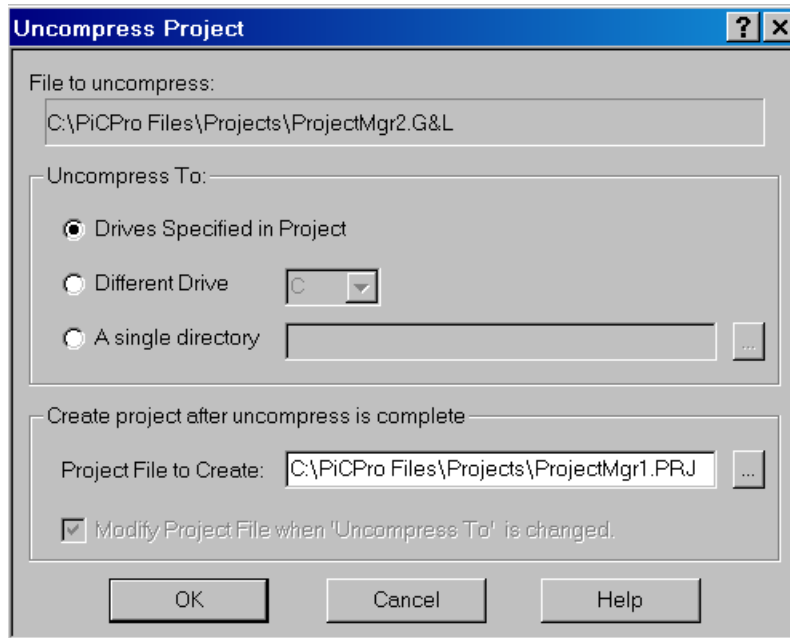 Uncompress Project
File to uncompress:
C:\PiCPro Files\Projects\ProjectMgr2.G&L
Uncompress To:
Drives Specified in Project
Different Drive C
A single directory ...
Create project after uncompress is complete
Project File to Create: C:\PiCPro Files\Projects\ProjectMgr1.PRJ ...
Modify Project File when 'Uncompress To' is changed.
OK Cancel Help